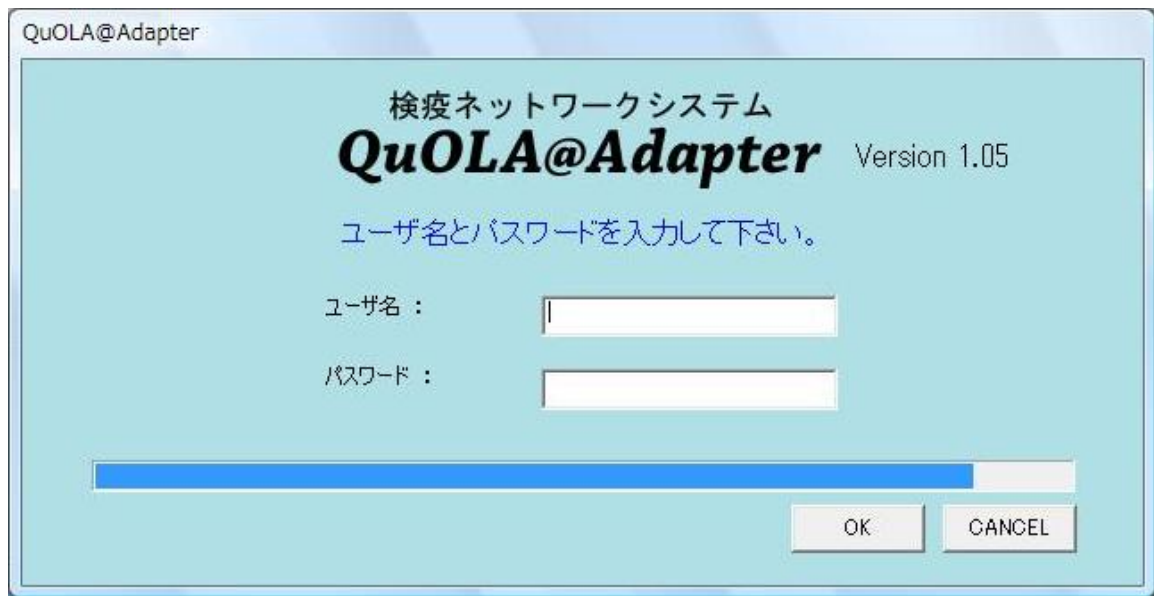 QuOLA@Adapter
検疫ネットワークシステム
QuOLA@Adapter Version 1.05
ユーザ名とパスワードを入力して下さい。
ユーザ名 :
パスワード :
OK CANCEL